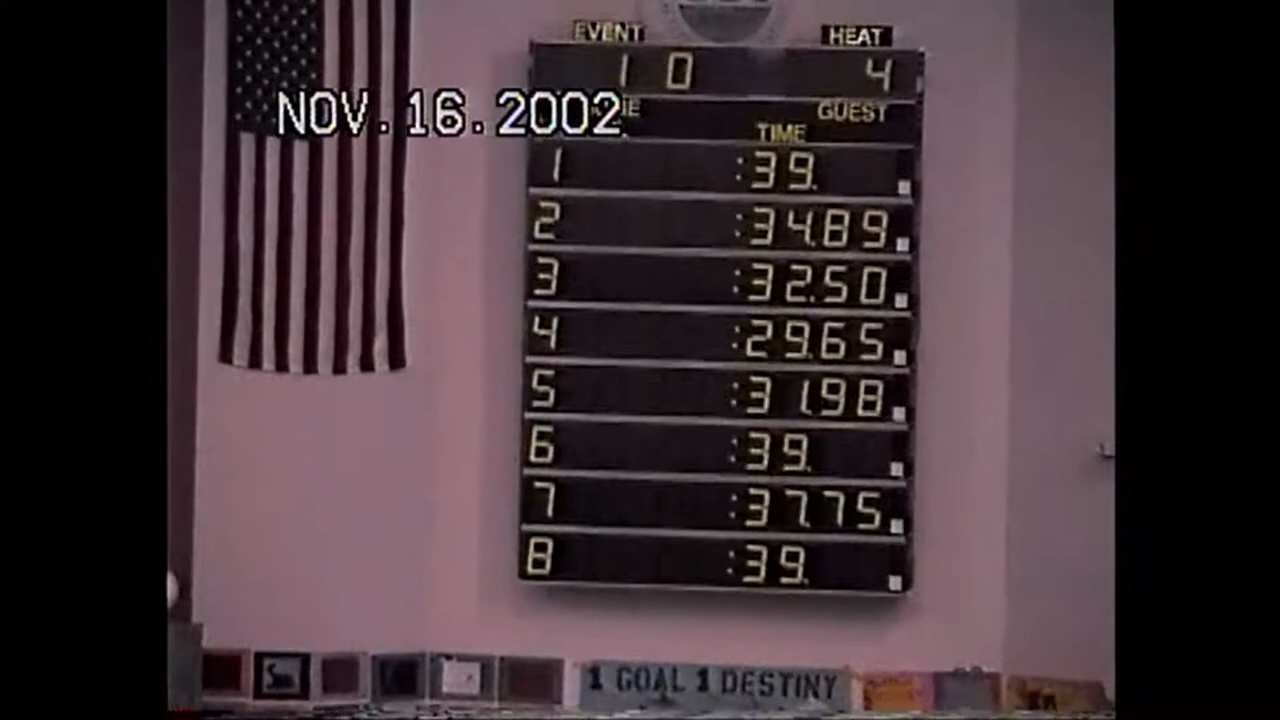 EVENT HEAT
1 0 4
NOV. 16. 2002
GUEST
TIME
1 :39.
2 :34.89
3 :32.50
4 :29.65
5 :31.98
6 :39.
7 :37.75
8 :39.
1 GOAL 1 DESTINY